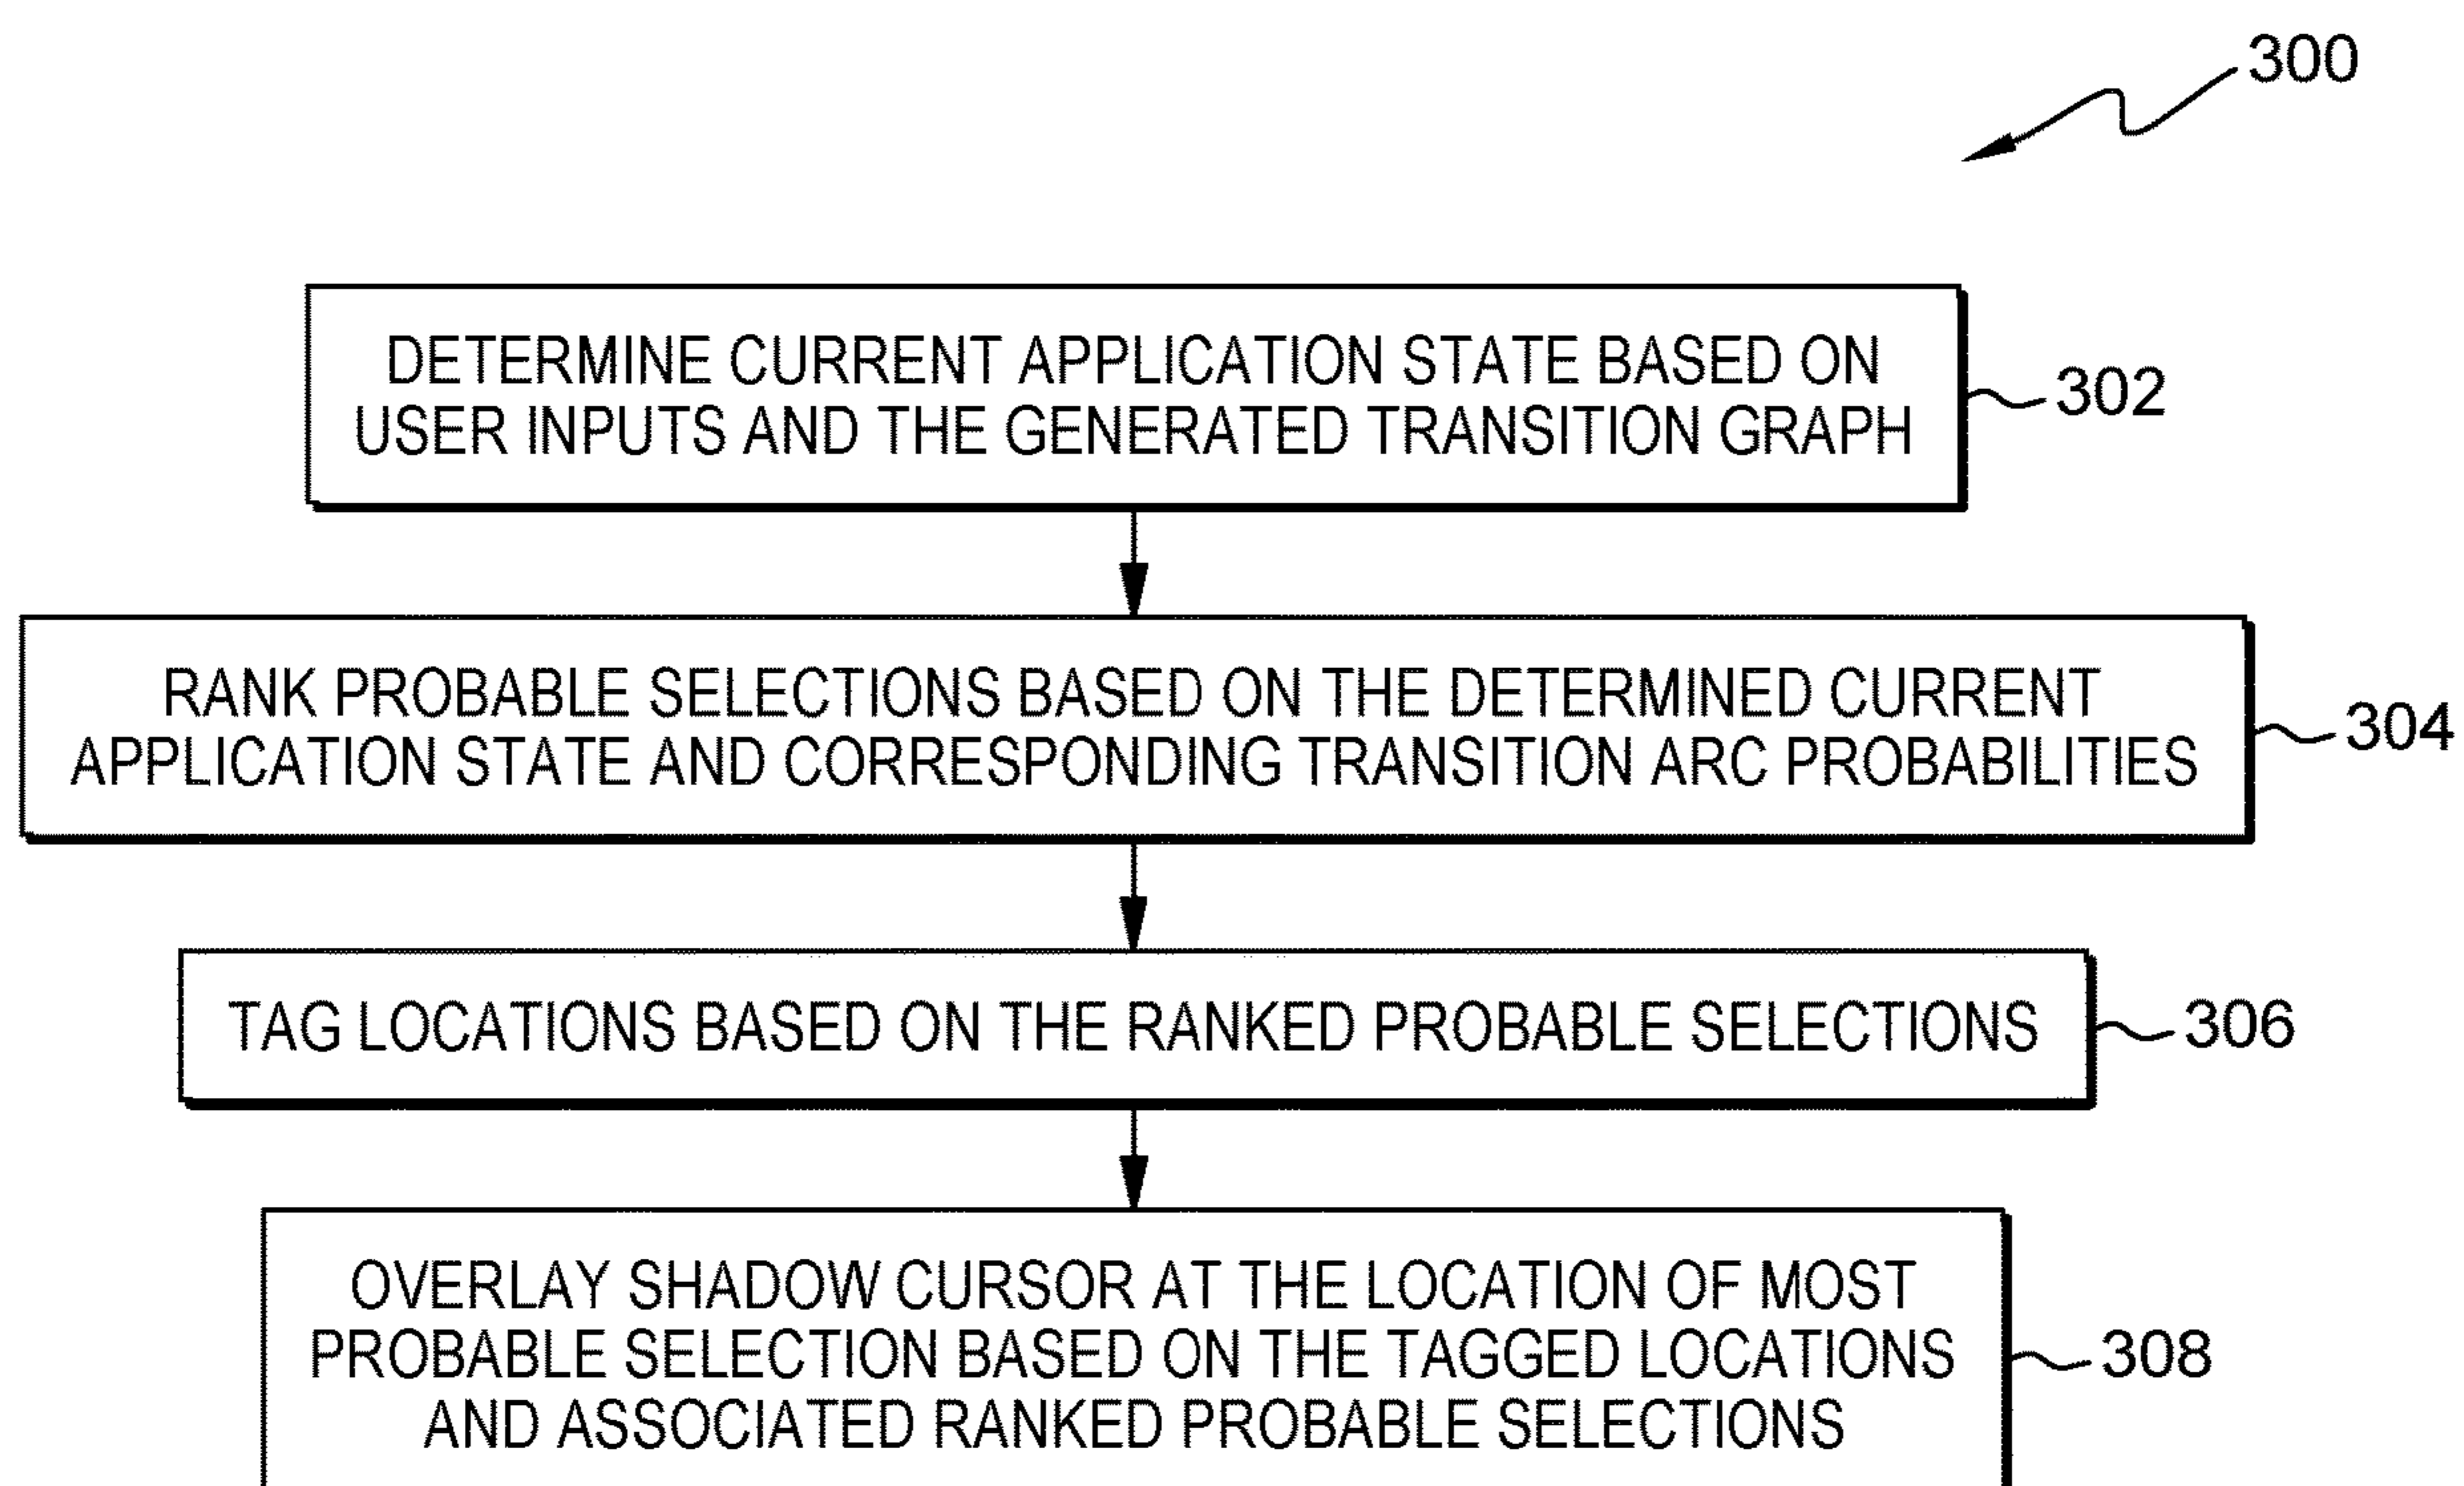 300
DETERMINE CURRENT APPLICATION STATE BASED ON
USER INPUTS AND THE GENERATED TRANSITION GRAPH
302
RANK PROBABLE SELECTIONS BASED ON THE DETERMINED CURRENT
APPLICATION STATE AND CORRESPONDING TRANSITION ARC PROBABILITIES
304
TAG LOCATIONS BASED ON THE RANKED PROBABLE SELECTIONS
306
OVERLAY SHADOW CURSOR AT THE LOCATION OF MOST
PROBABLE SELECTION BASED ON THE TAGGED LOCATIONS
AND ASSOCIATED RANKED PROBABLE SELECTIONS
308